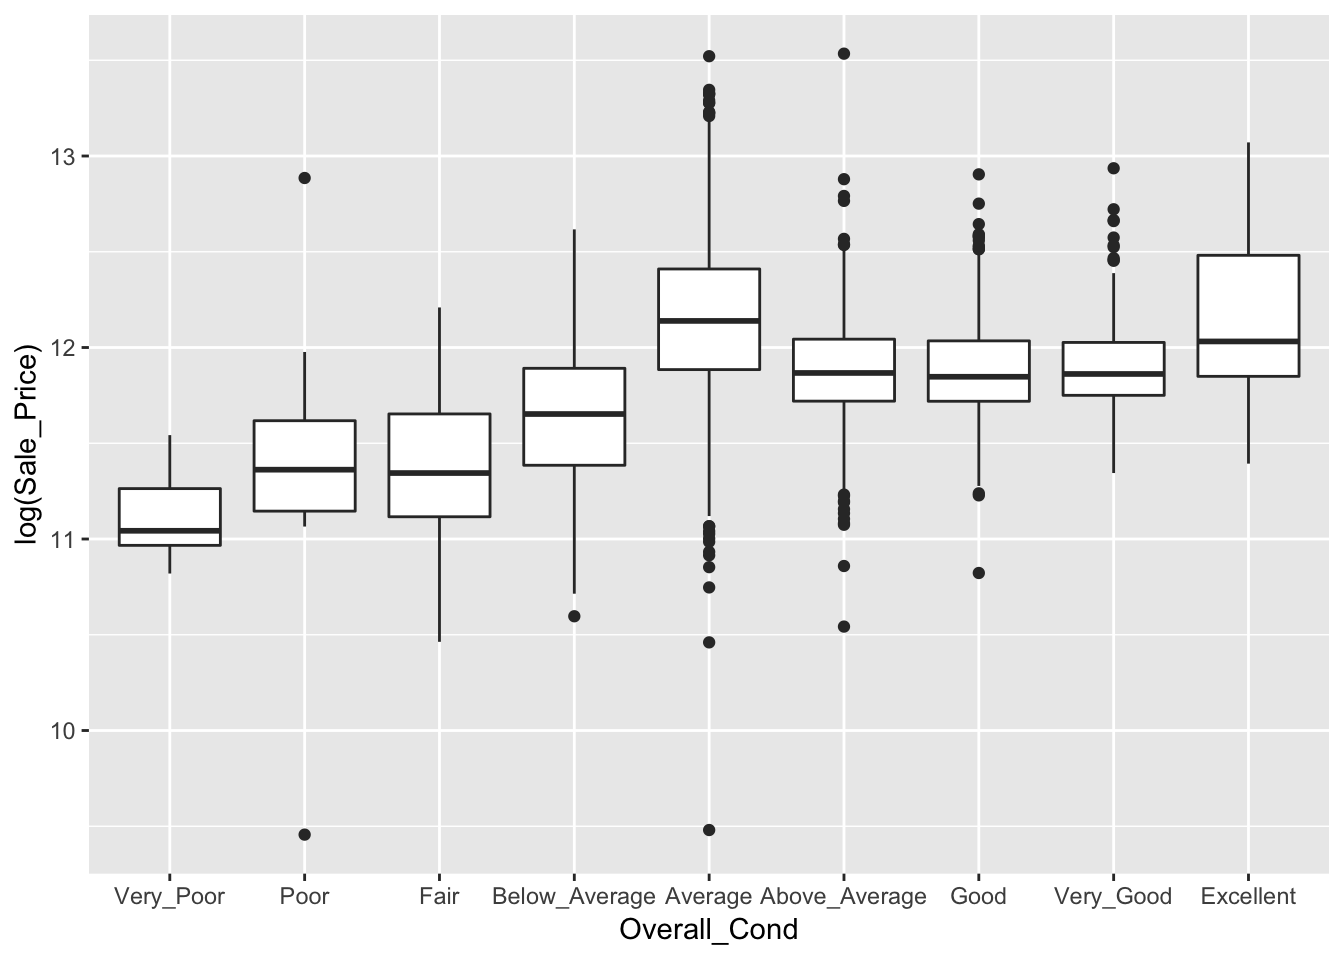 log(Sale_Price)
13
12
11
10
Very_Poor Poor Fair Below_Average Average Above_Average Good Very_Good Excellent
Overall_Cond